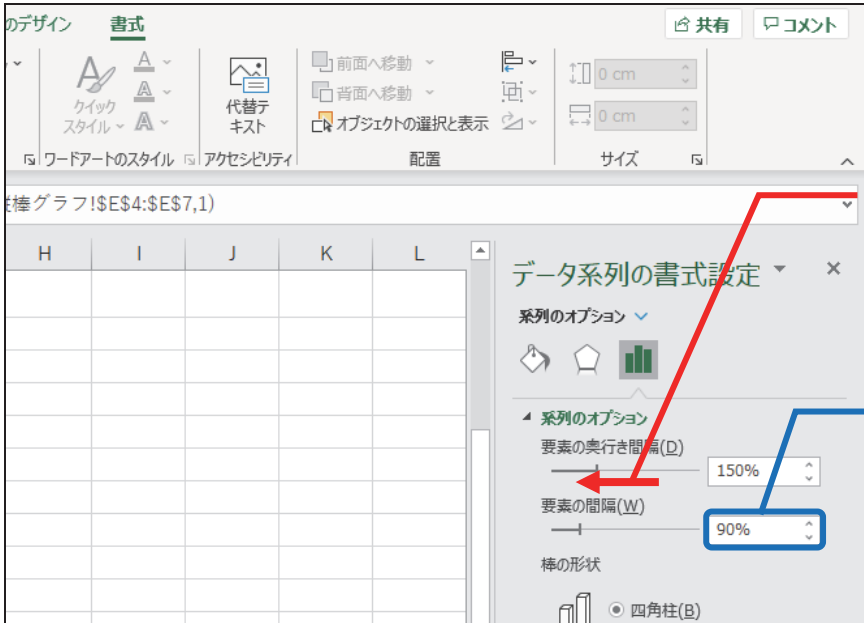 のデザイン 書式 共有 コメント
クイック
スタイル
A
A
A
A
代替テ
キスト
前面へ移動
背面へ移動
オブジェクトの選択と表示
0 cm
0 cm
ワードアートのスタイル アクセシビリティ 配置 サイズ
棒グラフ!$E$4:$E$7,1)
H I J K L
データ系列の書式設定
系列のオプション
系列のオプション
要素の奥行き間隔(D)
150%
要素の間隔(W)
90%
棒の形状
四角柱(B)